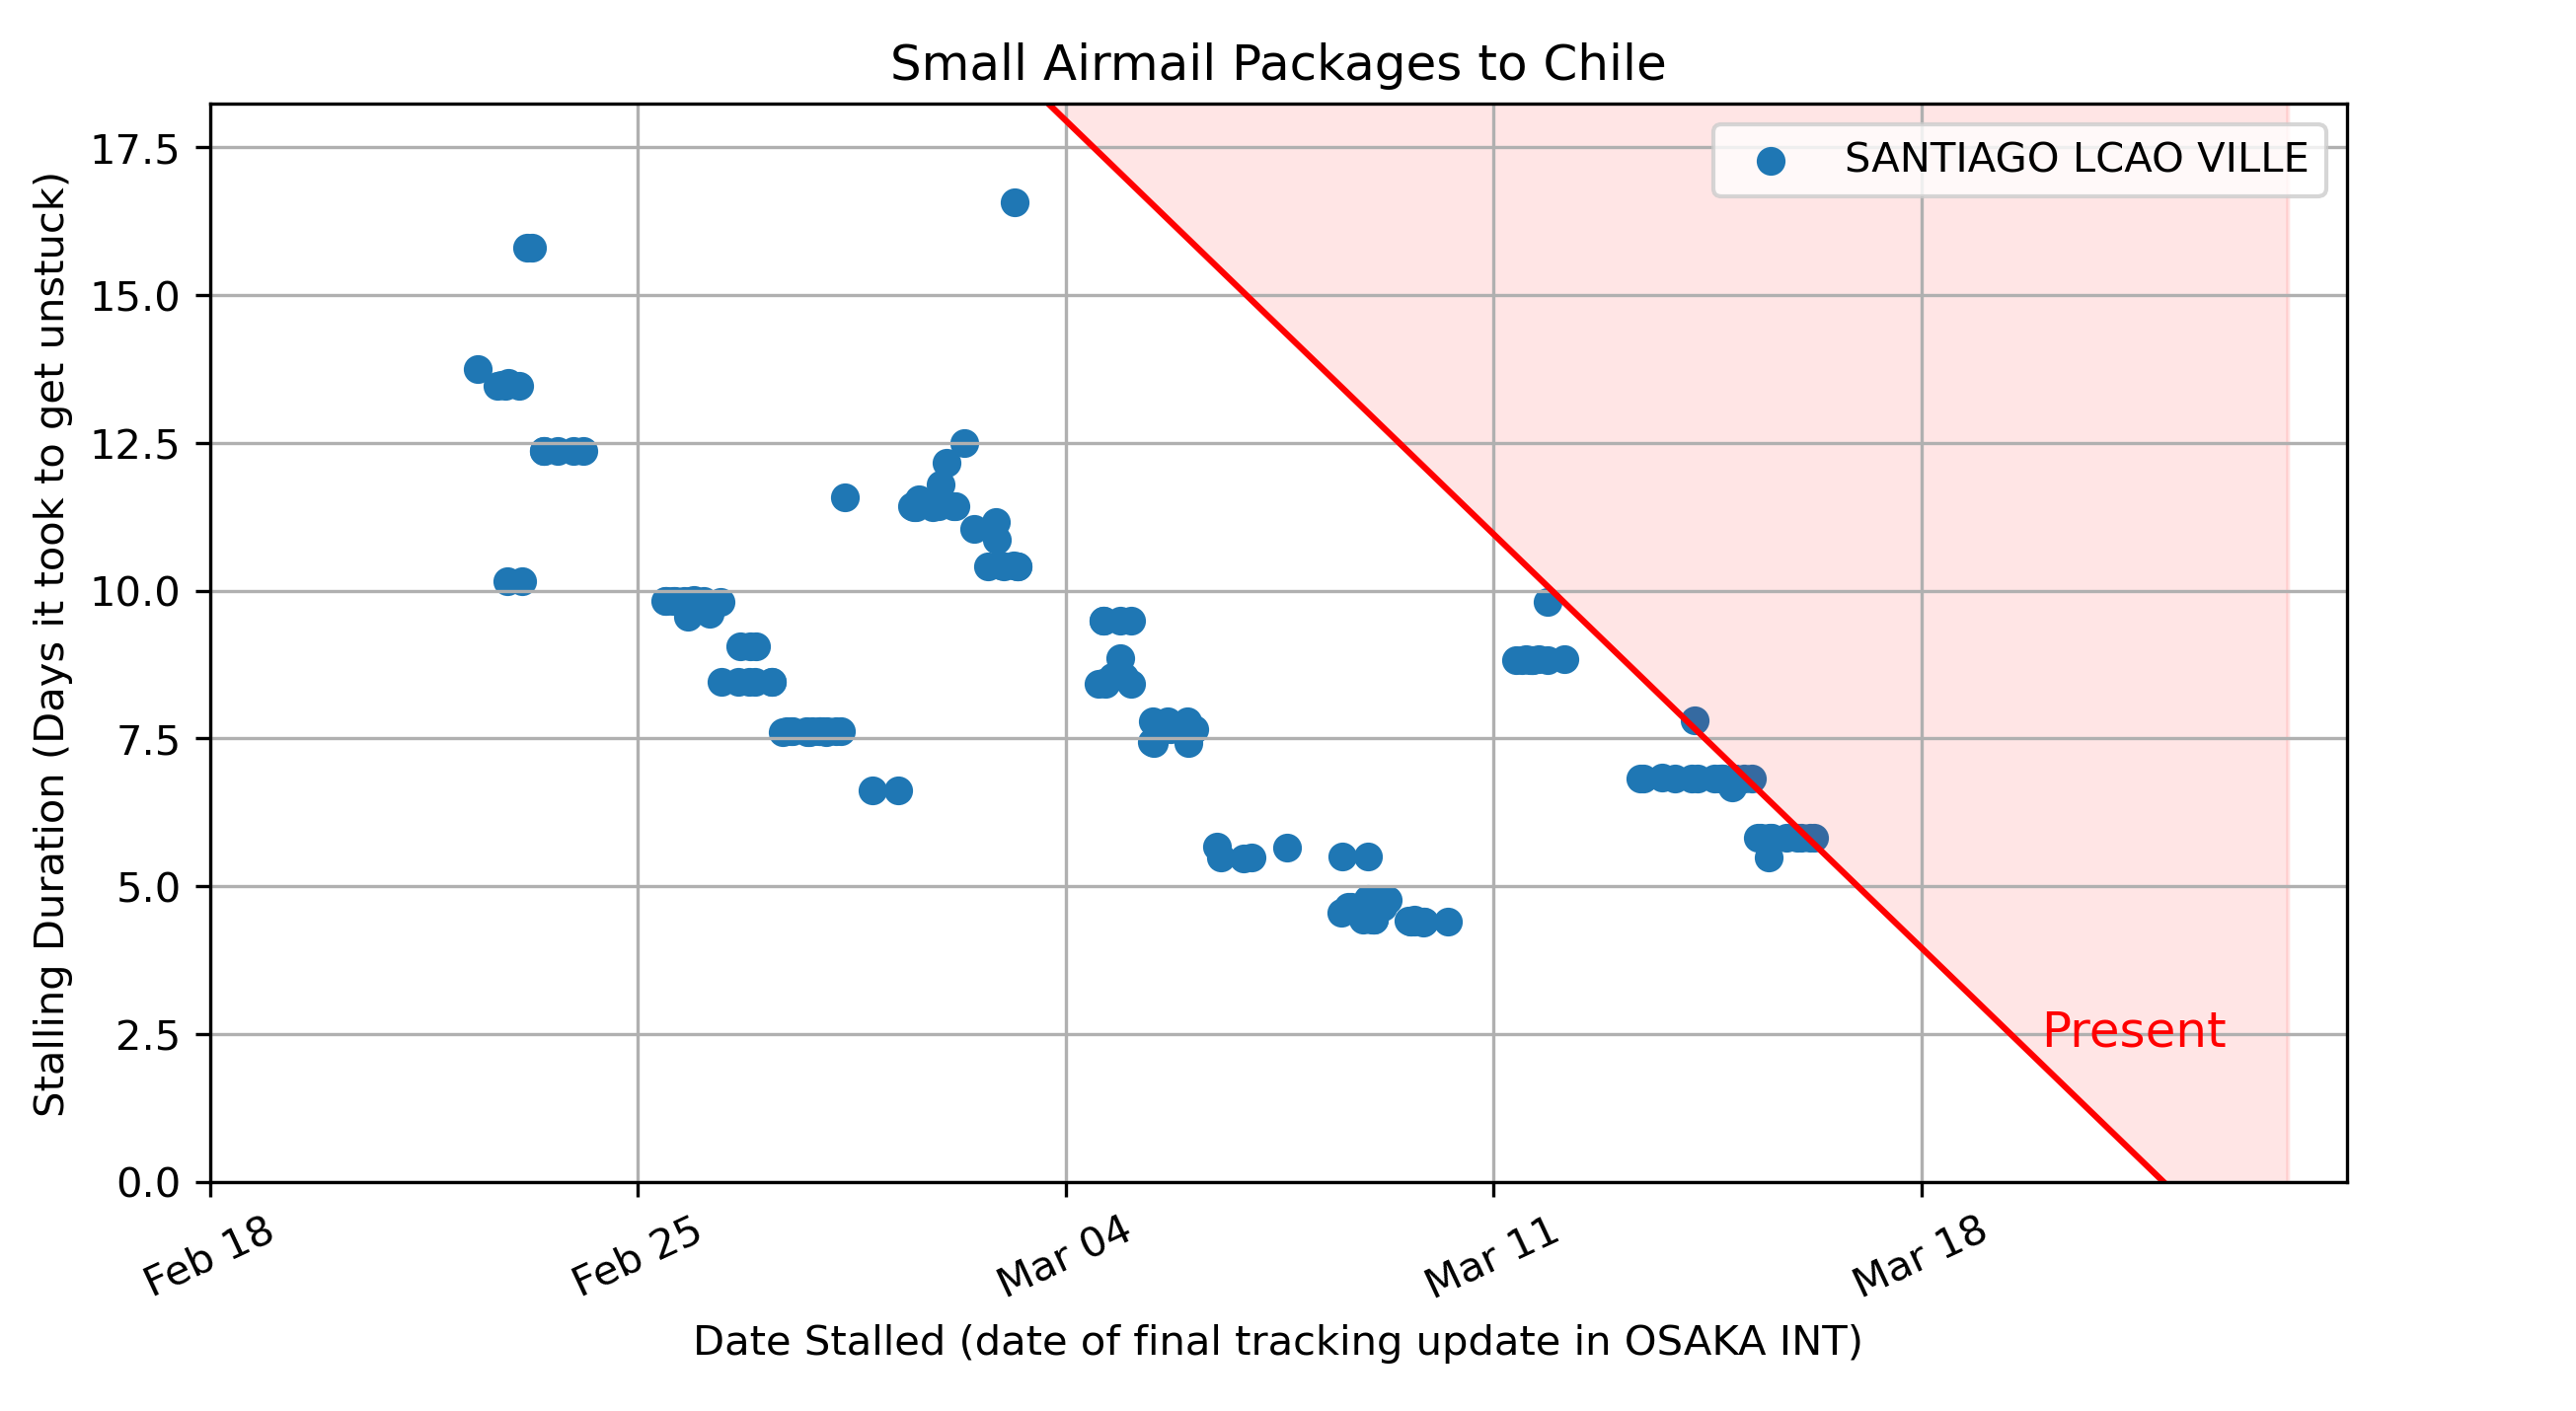 Small Airmail Packages to Chile
SANTIAGO LCAO VILLE
Stalling Duration (Days it took to get unstuck)
17.5
15.0
12.5
10.0
7.5
5.0
2.5
0.0
Present
Feb 18
Feb 25
Mar 04
Mar 11
Mar 18
Date Stalled (date of final tracking update in OSAKA INT)